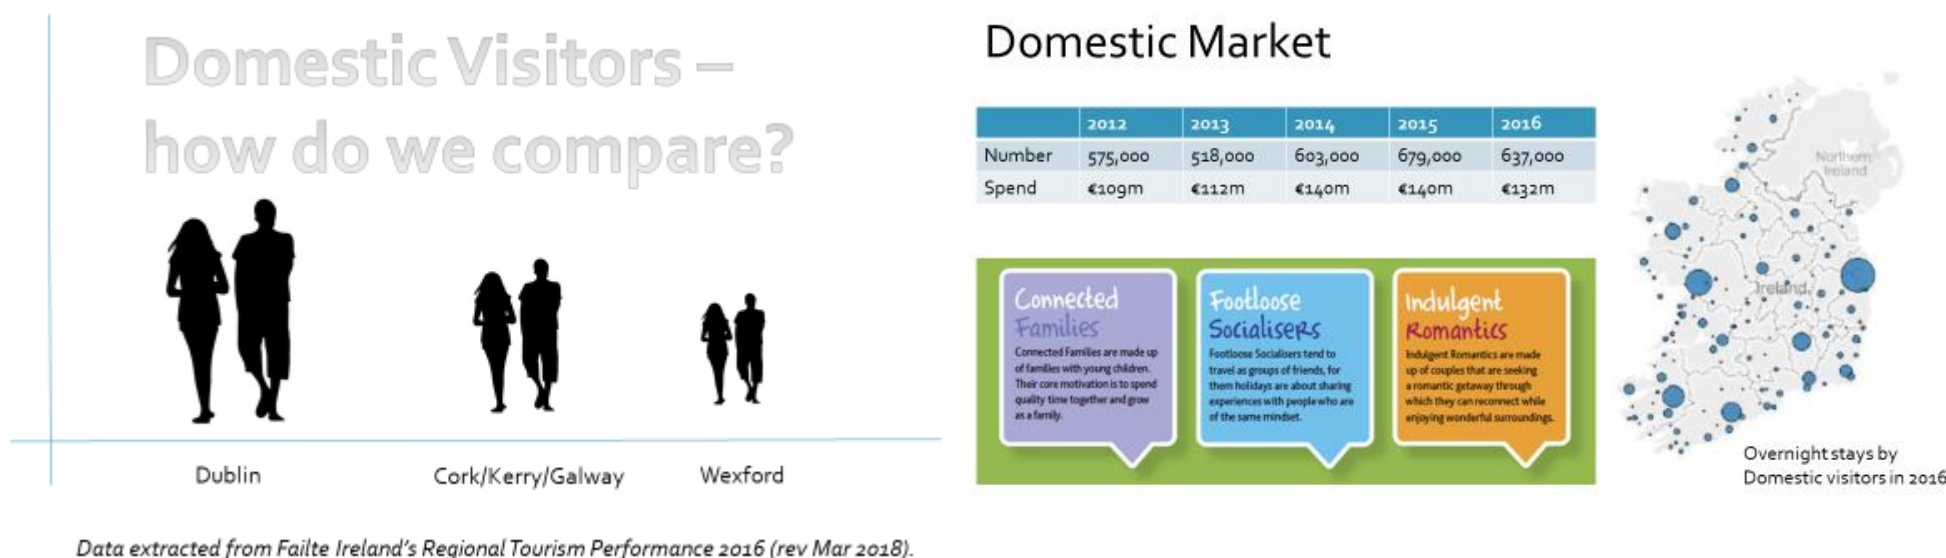 Domestic Visitors –
how do we compare?
Dublin
Cork/Kerry/Galway
Wexford
Data extracted from Failte Ireland's Regional Tourism Performance 2016 (rev Mar 2018).
Domestic Market
2012 2013 2014 2015 2016
Number 575,000 518,000 603,000 679,000 637,000
Spend €109m €112m €140m €140m €132m
Connected
Families
Connected Families are made up
of families with young children.
Their core motivation is to spend
quality time together and grow
as a family.
Footloose
Socialisers
Footloose Socialisers tend to
travel as groups of friends, for
them holidays are about sharing
experiences with people who are
of the same mindset.
Indulgent
Romantics
Indulgent Romantics are made
up of couples that are seeking
a romantic getaway through
which they can reconnect while
enjoying wonderful surroundings.
Northern
Ireland
Ireland
Overnight stays by
Domestic visitors in 2016